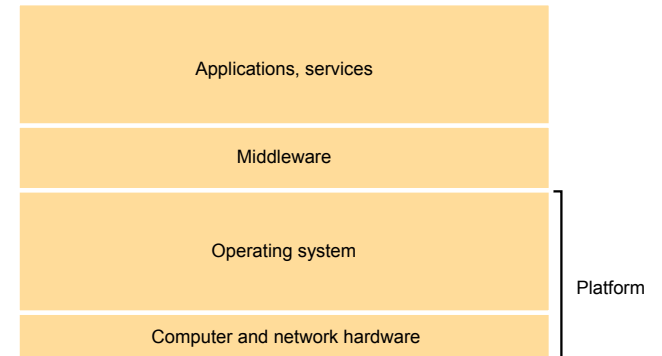 Applications, services
Middleware
Operating system
Platform
Computer and network hardware